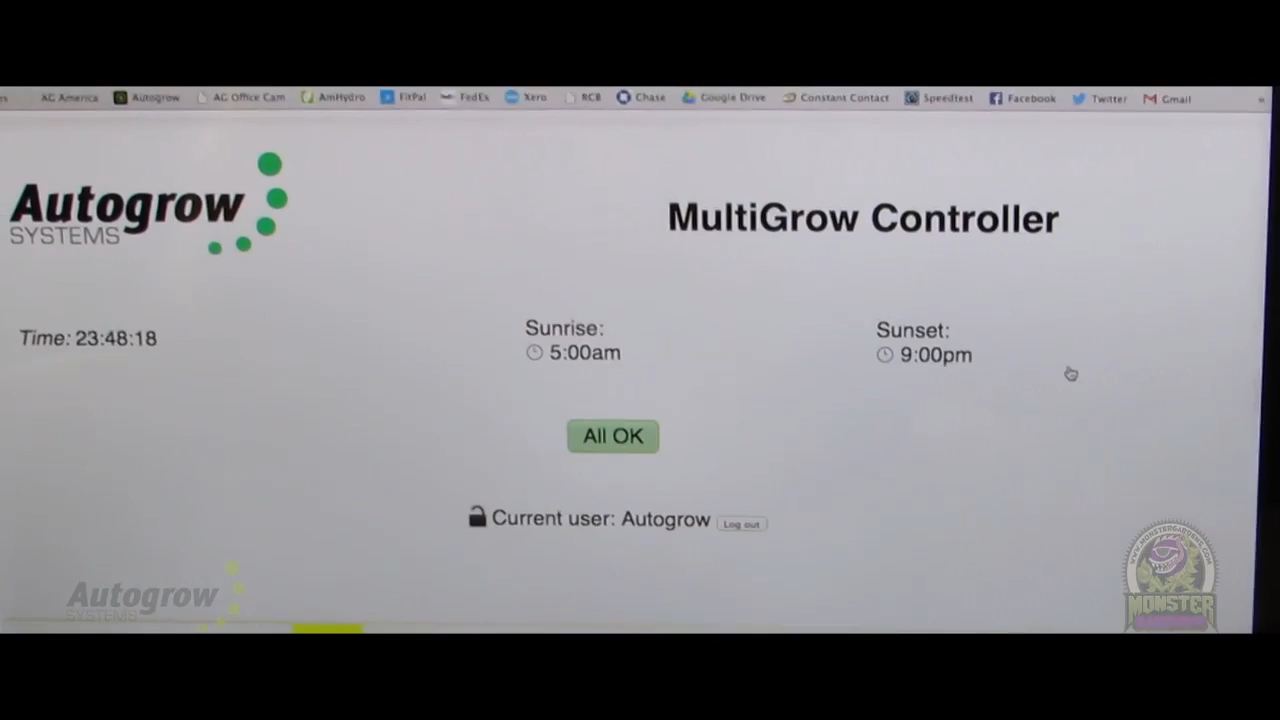 AG America Autogrow AG Office Cam AmHydro FitPal FedEx Xero RCB Chase Google Drive Constant Contact Speedtest Facebook Twitter Gmail »
Autogrow
SYSTEMS
MultiGrow Controller
Time: 23:48:18
Sunrise:
5:00am
Sunset:
9:00pm
All OK
Current user: Autogrow Log out
Autogrow
SYSTEMS
MONSTER